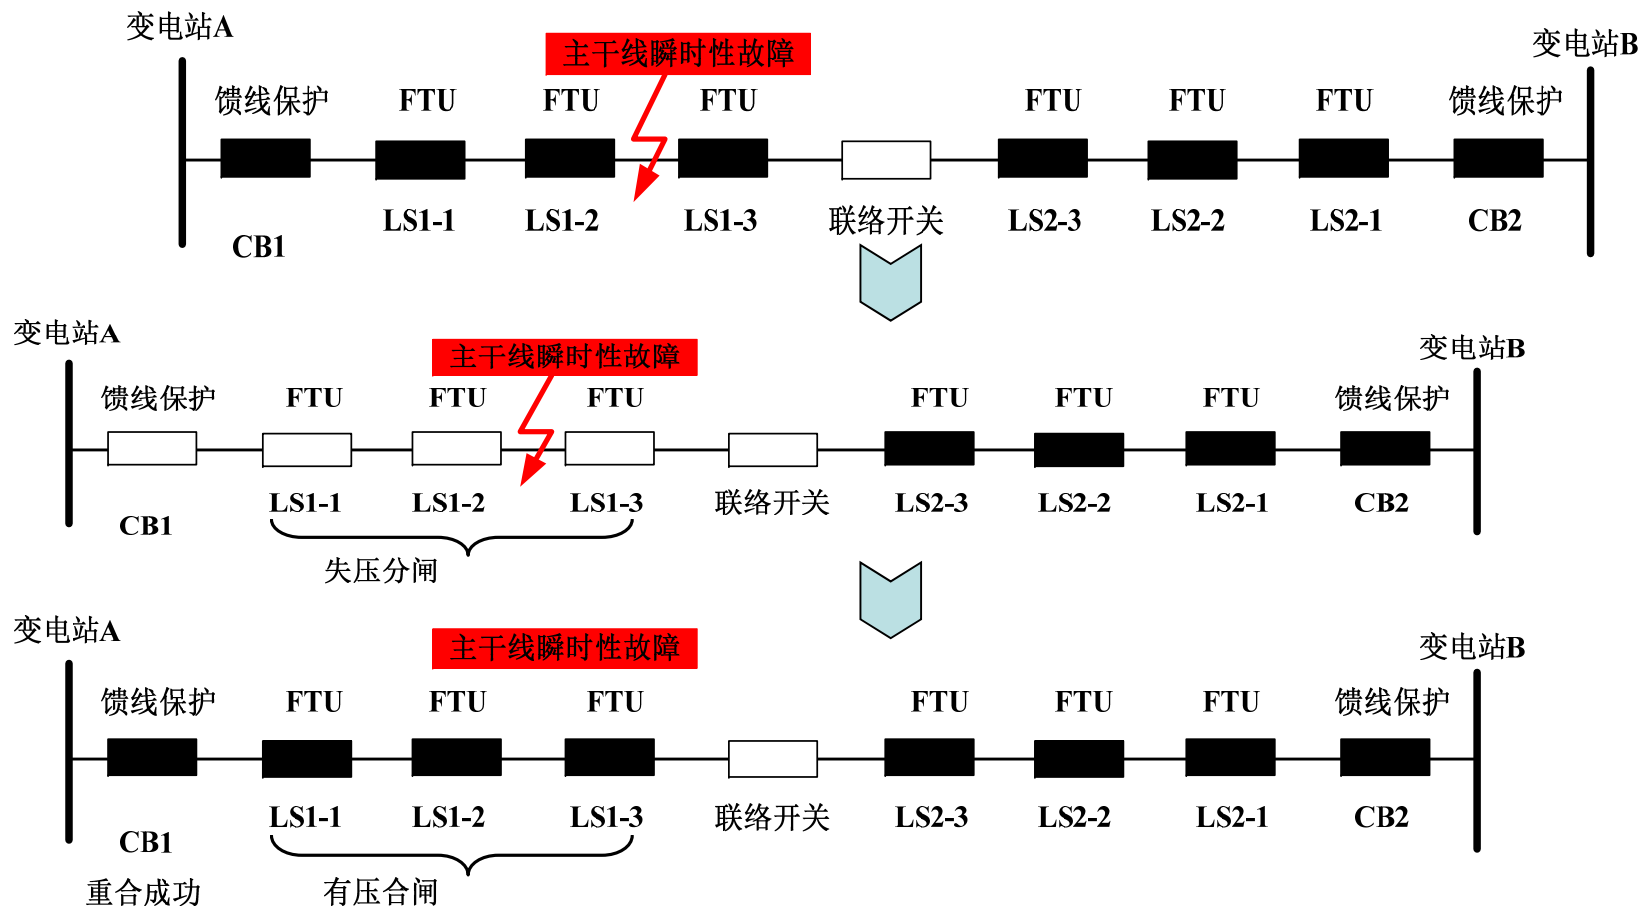 变电站A
主干线瞬时性故障
变电站B
馈线保护 FTU FTU FTU FTU FTU FTU 馈线保护
CB1 LS1-1 LS1-2 LS1-3 联络开关 LS2-3 LS2-2 LS2-1 CB2
变电站A
主干线瞬时性故障
变电站B
馈线保护 FTU FTU FTU FTU FTU FTU 馈线保护
CB1 LS1-1 LS1-2 LS1-3 联络开关 LS2-3 LS2-2 LS2-1 CB2
失压分闸
变电站A
主干线瞬时性故障
变电站B
馈线保护 FTU FTU FTU FTU FTU FTU 馈线保护
CB1 LS1-1 LS1-2 LS1-3 联络开关 LS2-3 LS2-2 LS2-1 CB2
重合成功 有压合闸